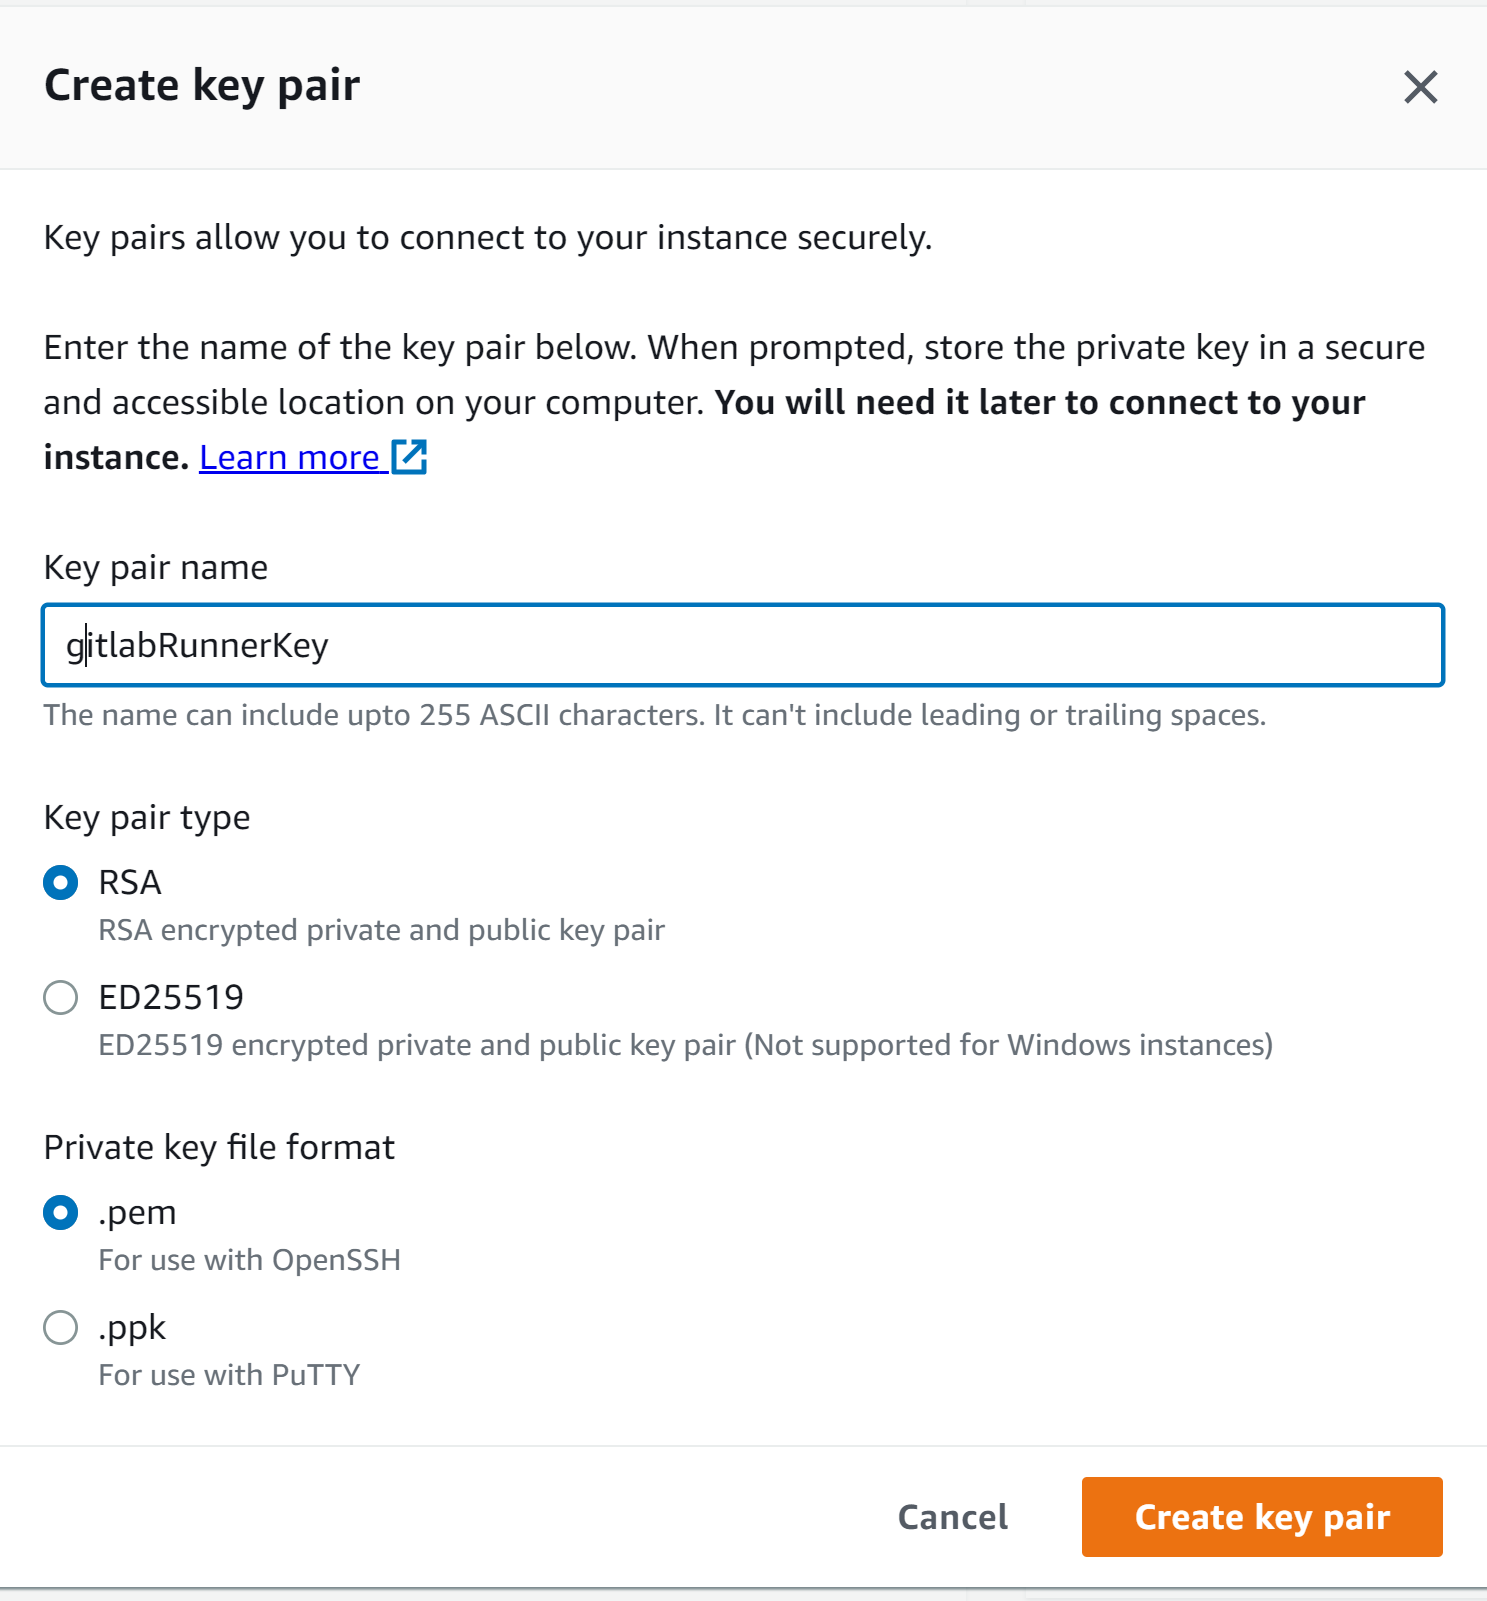 Create key pair
Key pairs allow you to connect to your instance securely.
Enter the name of the key pair below. When prompted, store the private key in a secure
and accessible location on your computer. You will need it later to connect to your
instance. Learn more
Key pair name
gitlabRunnerKey
The name can include upto 255 ASCII characters. It can't include leading or trailing spaces.
Key pair type
RSA
RSA encrypted private and public key pair
ED25519
ED25519 encrypted private and public key pair (Not supported for Windows instances)
Private key file format
.pem
For use with OpenSSH
.ppk
For use with PuTTY
Cancel
Create key pair